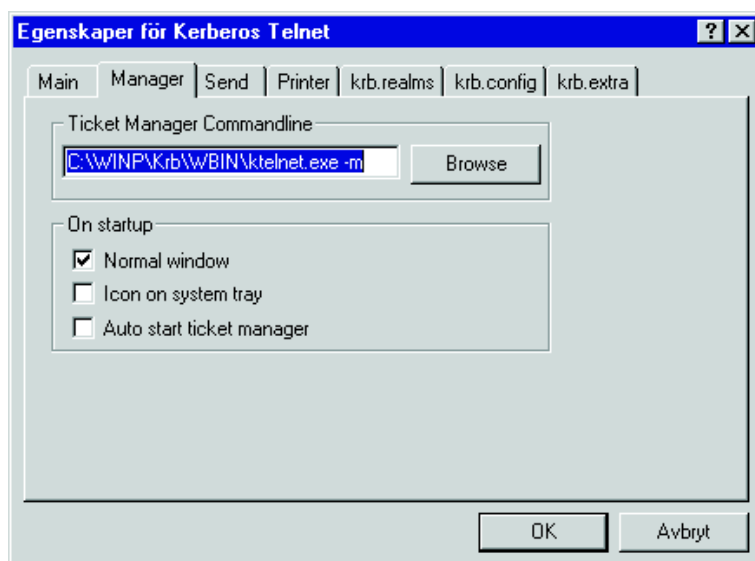 Egenskaper för Kerberos Telnet
Main Manager Send Printer krb.realms krb.config krb.extra
Ticket Manager Commandline
C:\WINP\Krb\WBIN\ktelnet.exe -m Browse
On startup
Normal window
Icon on system tray
Auto start ticket manager
OK Avbryt